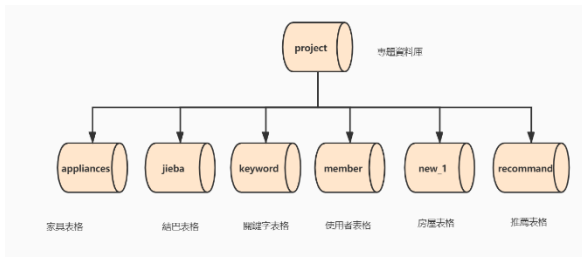 project
專題資料庫
appliances
jieba
keyword
member
new_1
recommand
家具表格
結巴表格
關鍵字表格
使用者表格
房屋表格
推薦表格